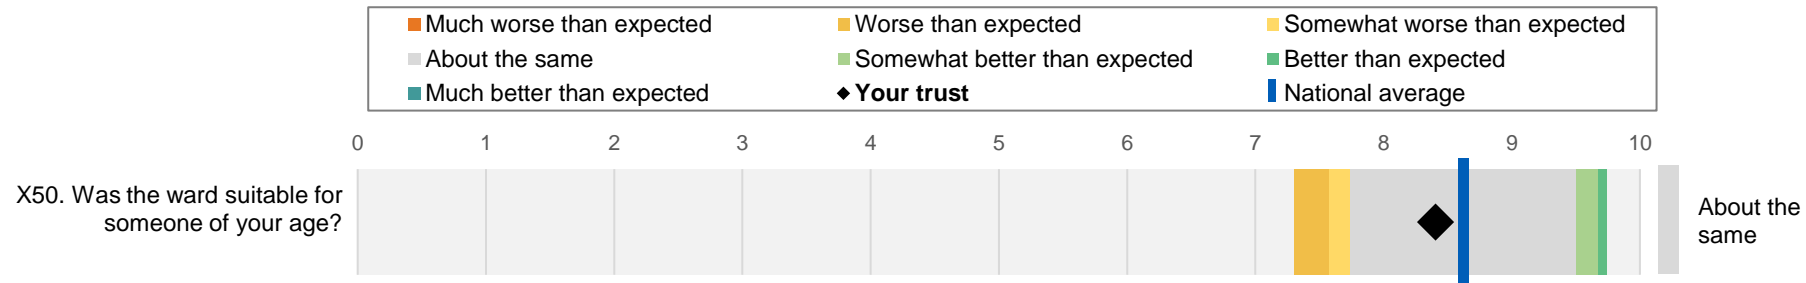 Much worse than expected
Worse than expected
Somewhat worse than expected
About the same
Somewhat better than expected
Better than expected
Much better than expected
Your trust
National average
0 1 2 3 4 5 6 7 8 9 10
X50. Was the ward suitable for
someone of your age?
About the
same